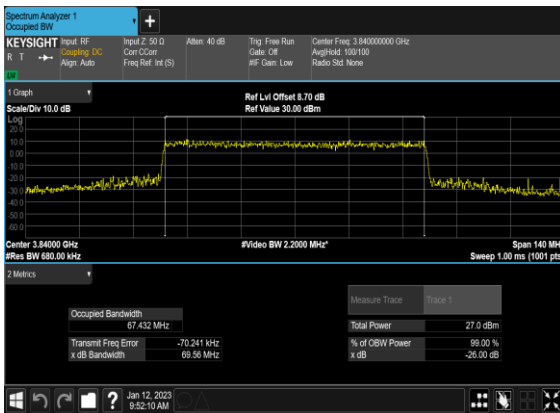 Spectrum Analyzer 1
Occupied BW
+
KEYSIGHT Input: RF Input Z: 50 Ω Atten: 40 dB Trig: Free Run Center Freq: 3.840000000 GHz
R T Coupling: DC Corr CCorr Gate: Off Avg|Hold: 100/100
Align: Auto Freq Ref: Int (S) #IF Gain: Low Radio Std: None
LV
1 Graph
Scale/Div 10.0 dB Ref Lvl Offset 8.70 dB
Ref Value 30.00 dBm
Log
20.0
10.0
0.00
-10.0
-20.0
-30.0
-40.0
-50.0
-60.0
Center 3.84000 GHz #Video BW 2.2000 MHz* Span 140 MH
#Res BW 680.00 kHz Sweep 1.00 ms (1001 pts
2 Metrics
Measure Trace Trace 1
Occupied Bandwidth
67.432 MHz Total Power 27.0 dBm
Transmit Freq Error -70.241 kHz % of OBW Power 99.00 %
x dB Bandwidth 69.56 MHz x dB -26.00 dB
? Jan 12, 2023
9:52:10 AM